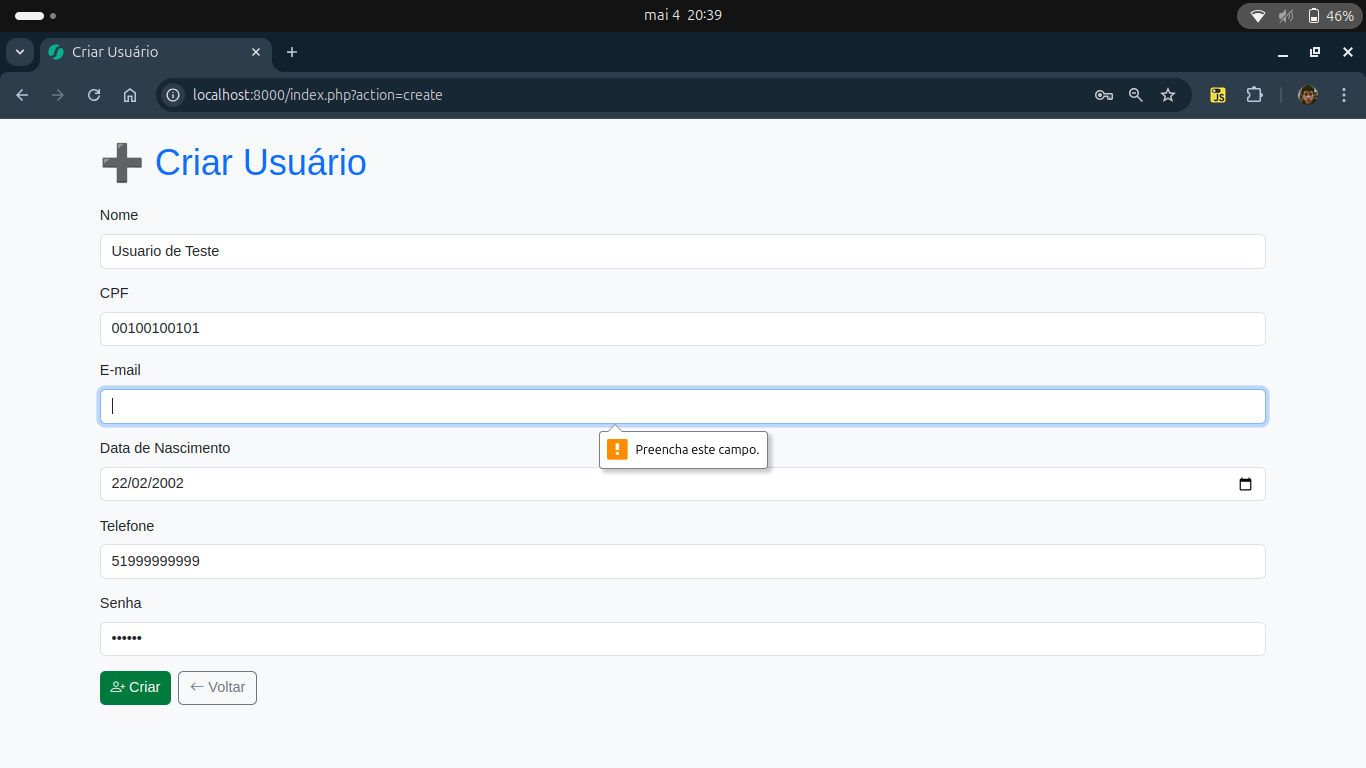 mai 4 20:39
46%
Criar Usuário
localhost:8000/index.php?action=create
JS
Criar Usuário
Nome
Usuario de Teste
CPF
00100100101
E-mail
Preencha este campo.
Data de Nascimento
22/02/2002
Telefone
51999999999
Senha
••••••
Criar
Voltar